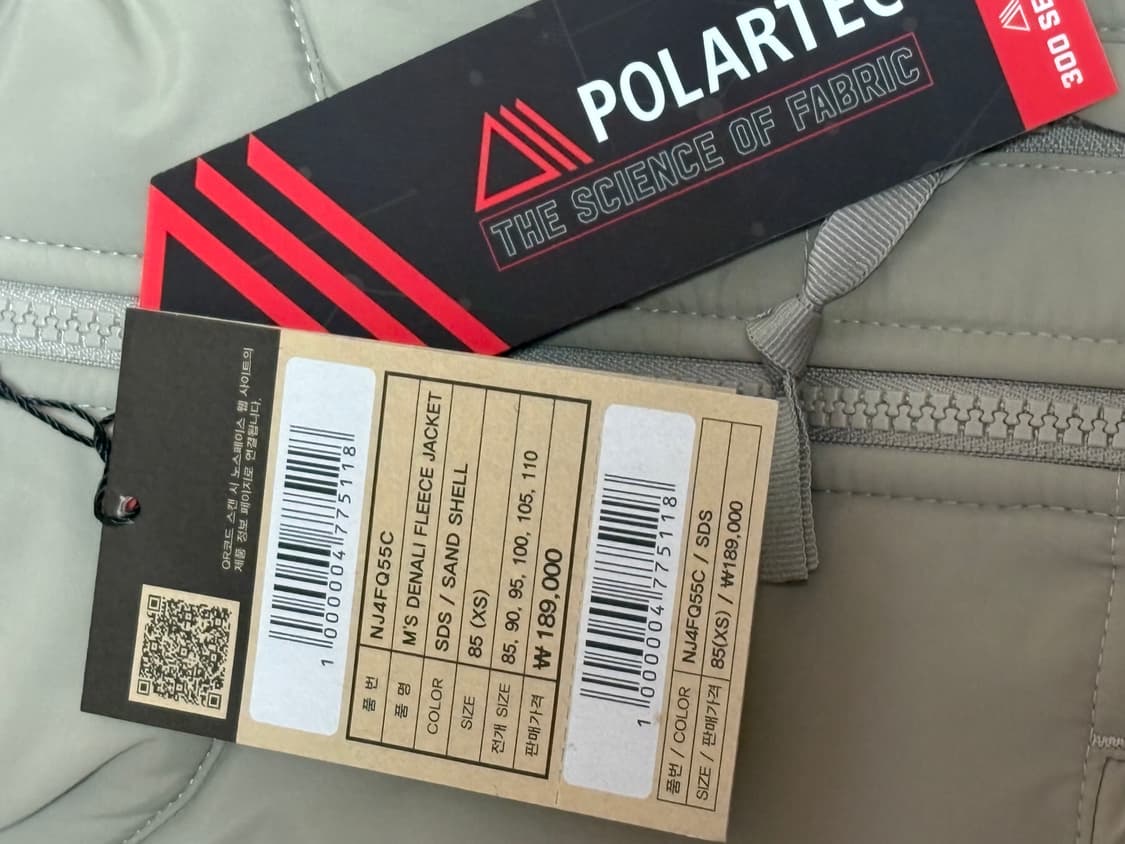 POLARTEC
THE SCIENCE OF FABRIC
QR코드 스캔 시 노스페이스 웹 사이트의
제품 정보 페이지로 연결됩니다.
1 000004 775118
품 번 NJ4FQ55C
품 명 M'S DENALI FLEECE JACKET
COLOR SDS / SAND SHELL
SIZE 85 (XS)
전개 SIZE 85, 90, 95, 100, 105, 110
판매가격 ₩ 189,000
1 000004 775118
품번 / COLOR NJ4FQ55C / SDS
SIZE / 판매가격 85(XS) / ₩189,000
300 SE